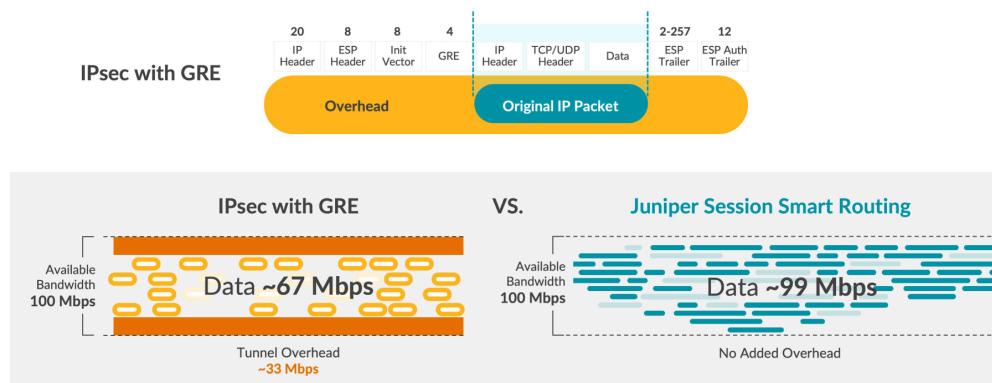 20 8 8 4 2-257 12
IP Header ESP Header Init Vector GRE IP Header TCP/UDP Header Data ESP Trailer ESP Auth Trailer
IPsec with GRE
Overhead Original IP Packet
IPsec with GRE VS. Juniper Session Smart Routing
Available
Bandwidth
100 Mbps
Data ~67 Mbps
Tunnel Overhead
~33 Mbps
Available
Bandwidth
100 Mbps
Data ~99 Mbps
No Added Overhead